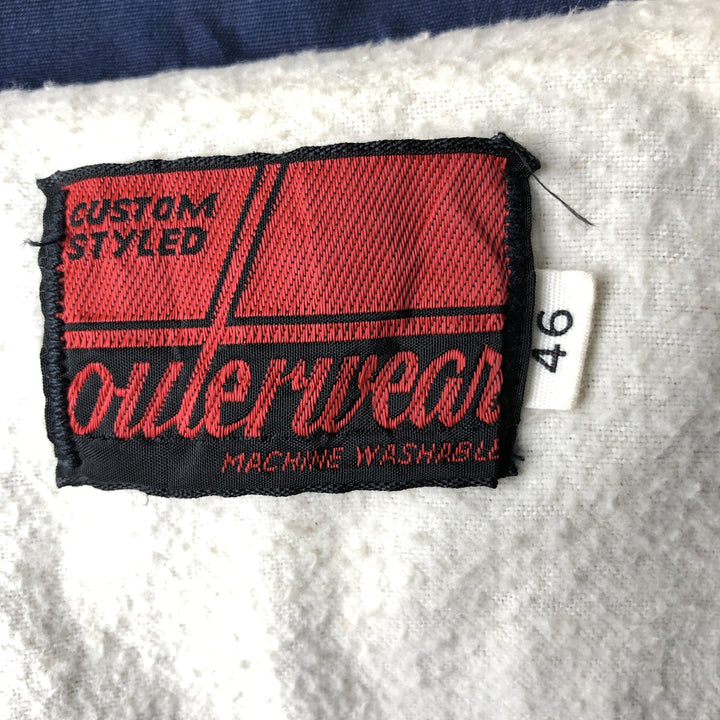 CUSTOM
STYLED
outerwear
MACHINE WASHABLE
46